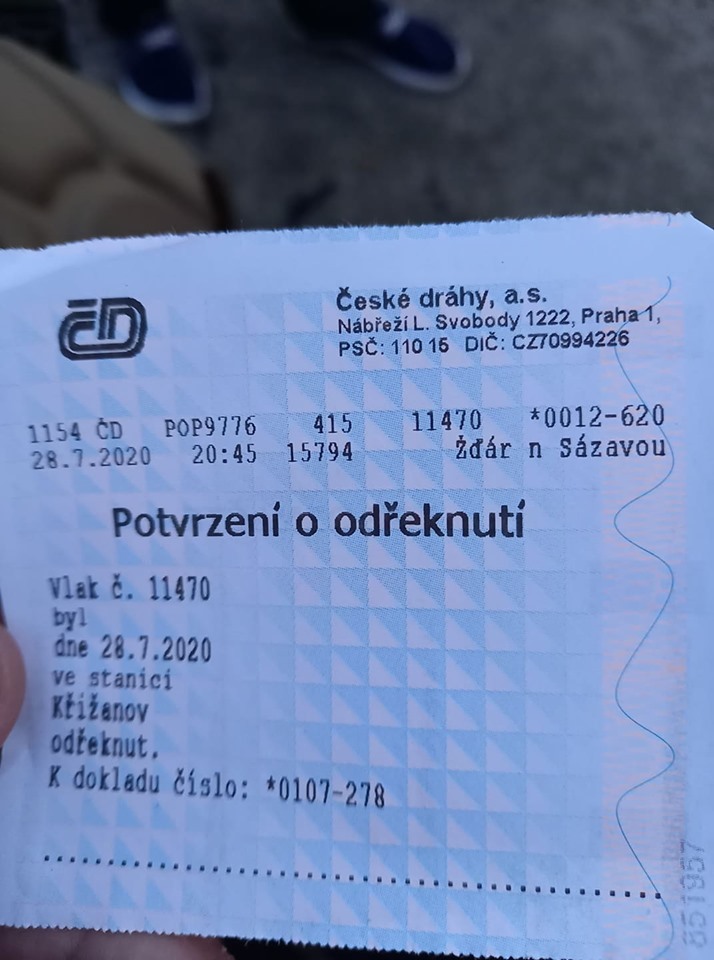 ČD
České dráhy, a.s.
Nábřeží L. Svobody 1222, Praha 1,
PSČ: 110 15 DIČ: CZ70994226
1154 ČD POP9776 415 11470 *0012-620
28.7.2020 20:45 15794 Žďár n Sázavou
Potvrzení o odřeknutí
Vlak č. 11470
byl
dne 28.7.2020
ve stanici
Křižanov
odřeknut.
K dokladu číslo: *0107-278